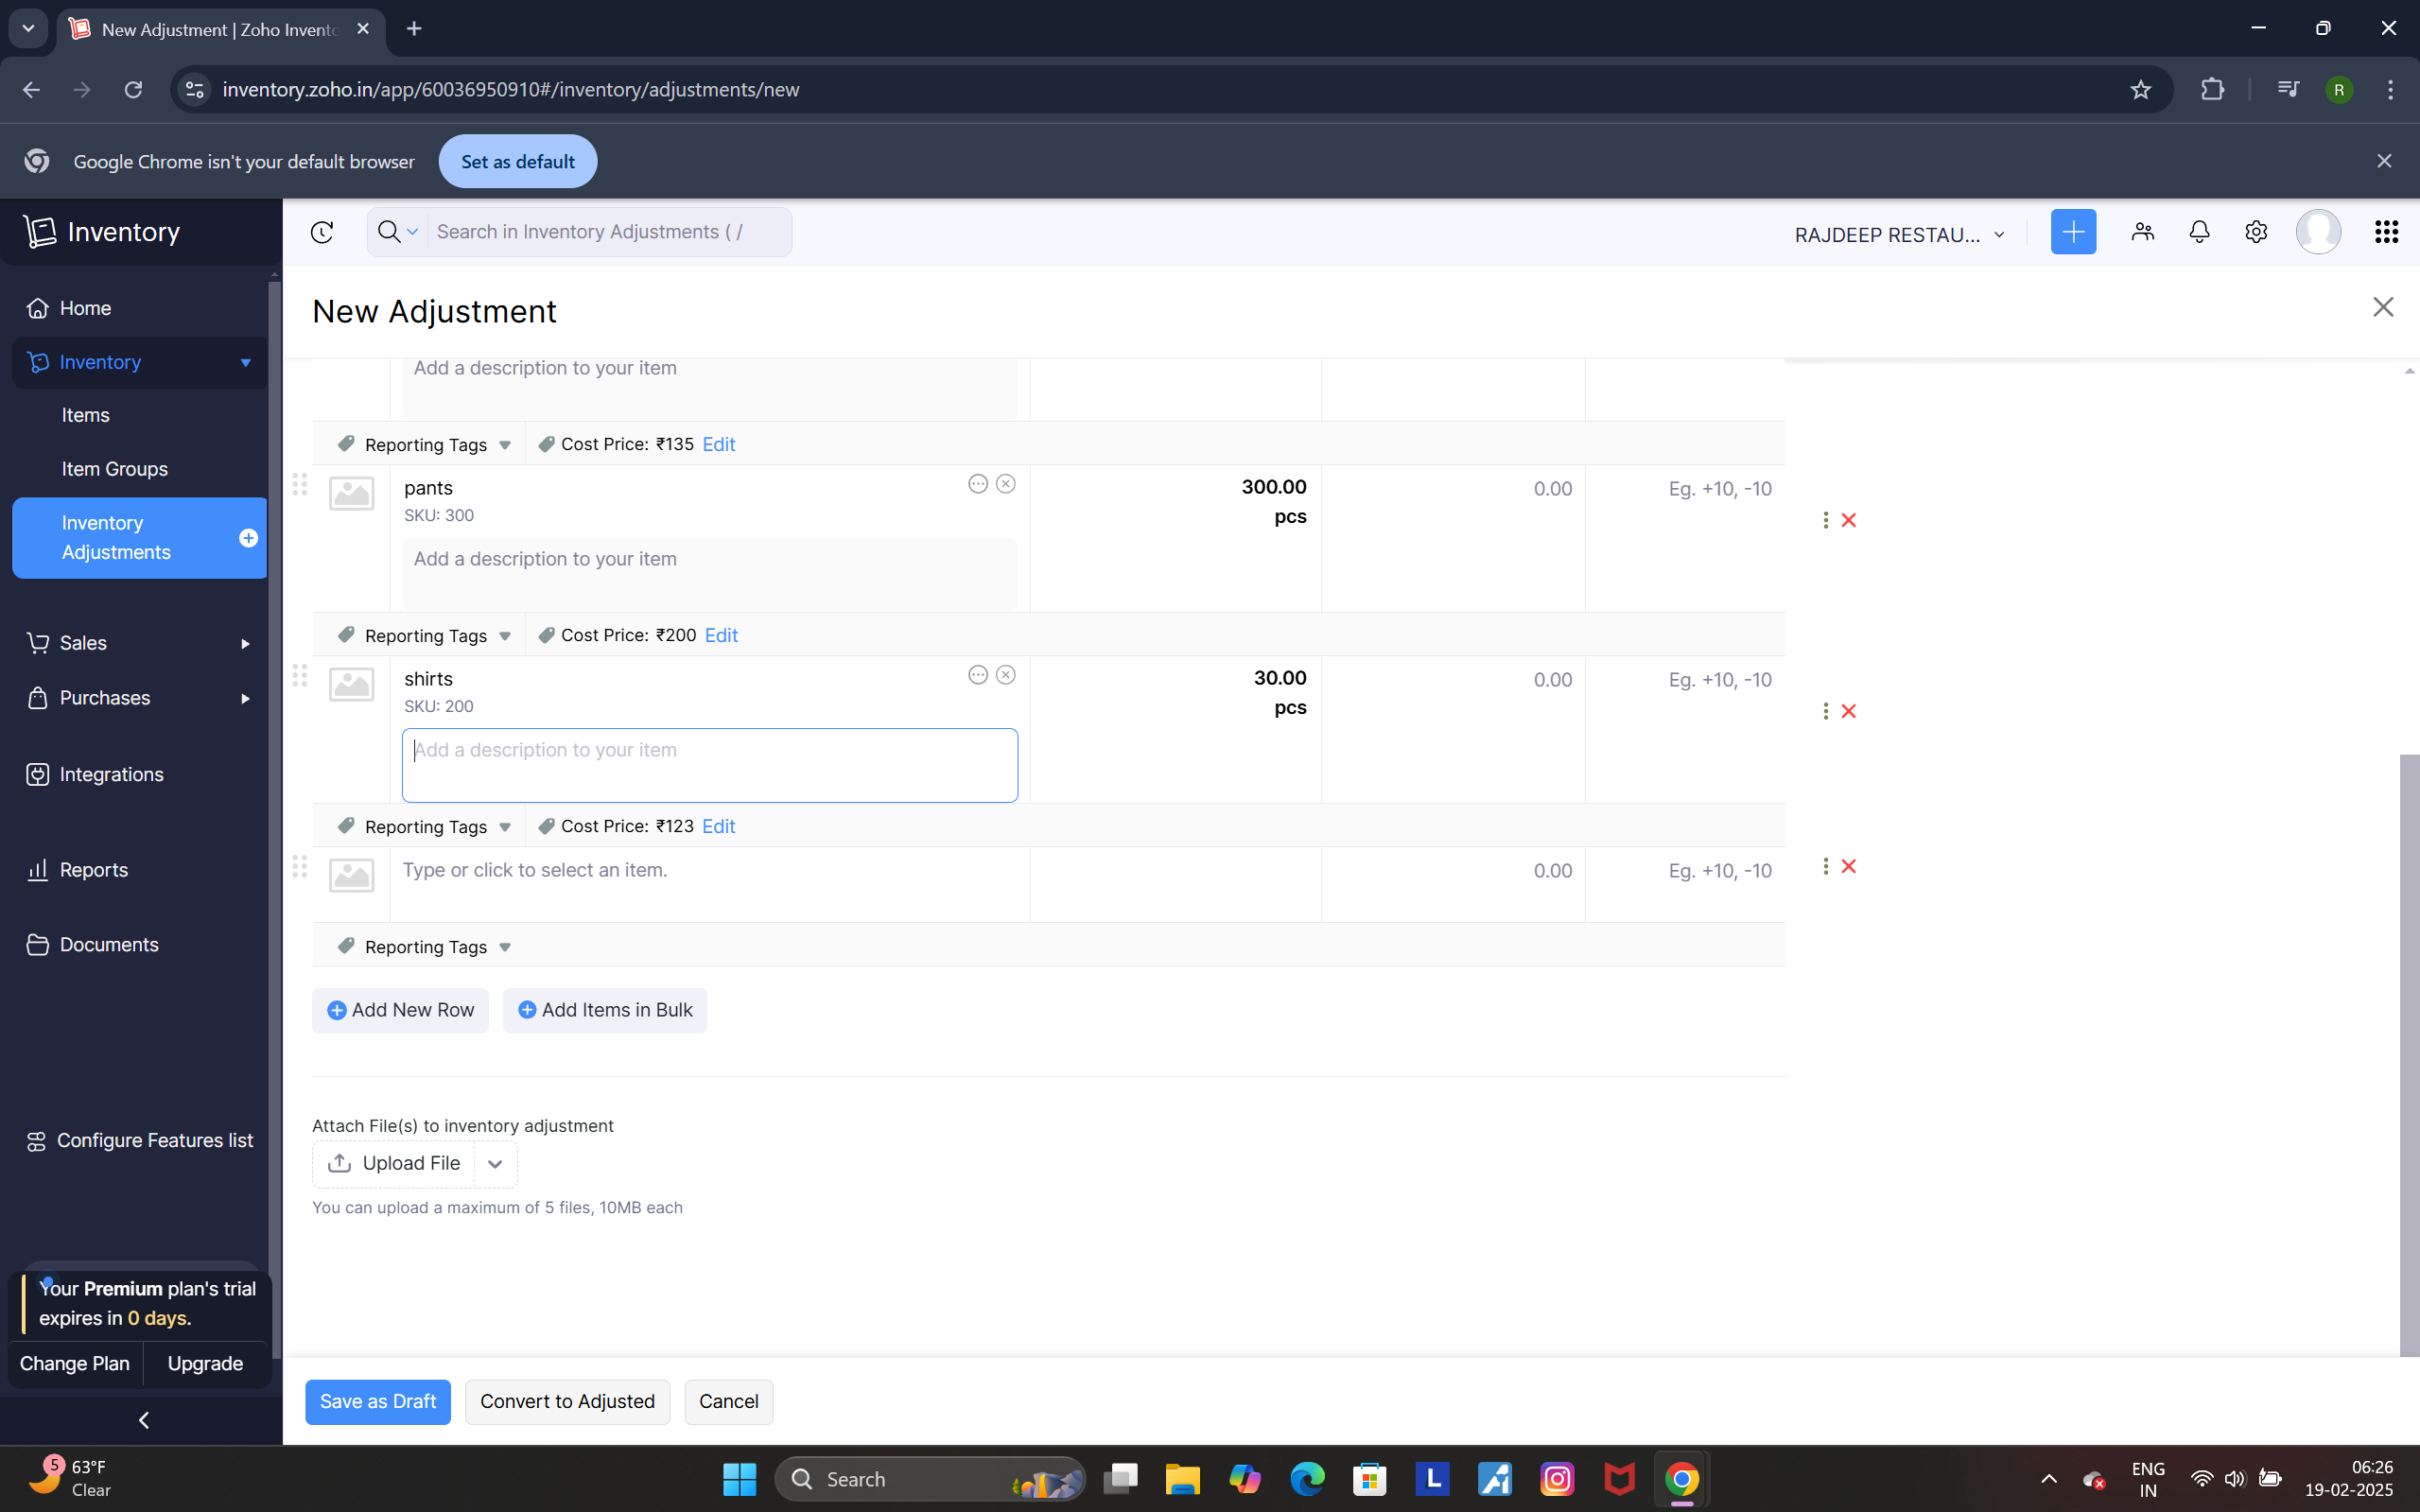 New Adjustment | Zoho Invent
inventory.zoho.in/app/60036950910#/inventory/adjustments/new
R
Google Chrome isn't your default browser
Set as default
Inventory
Search in Inventory Adjustments ( /
RAJDEEP RESTAU...
Home
Inventory
Items
Item Groups
Inventory
Adjustments
Sales
Purchases
Integrations
Reports
Documents
Configure Features list
Your Premium plan's trial
expires in 0 days.
Change Plan
Upgrade
New Adjustment
Add a description to your item
Reporting Tags
Cost Price: ₹135 Edit
pants
SKU: 300
Add a description to your item
300.00
pcs
0.00
Eg. +10, -10
Reporting Tags
Cost Price: ₹200 Edit
shirts
SKU: 200
Add a description to your item
30.00
pcs
0.00
Eg. +10, -10
Reporting Tags
Cost Price: ₹123 Edit
Type or click to select an item.
0.00
Eg. +10, -10
Reporting Tags
Add New Row
Add Items in Bulk
Attach File(s) to inventory adjustment
Upload File
You can upload a maximum of 5 files, 10MB each
Save as Draft
Convert to Adjusted
Cancel
5
63°F
Clear
Search
L
ENG
IN
06:26
19-02-2025